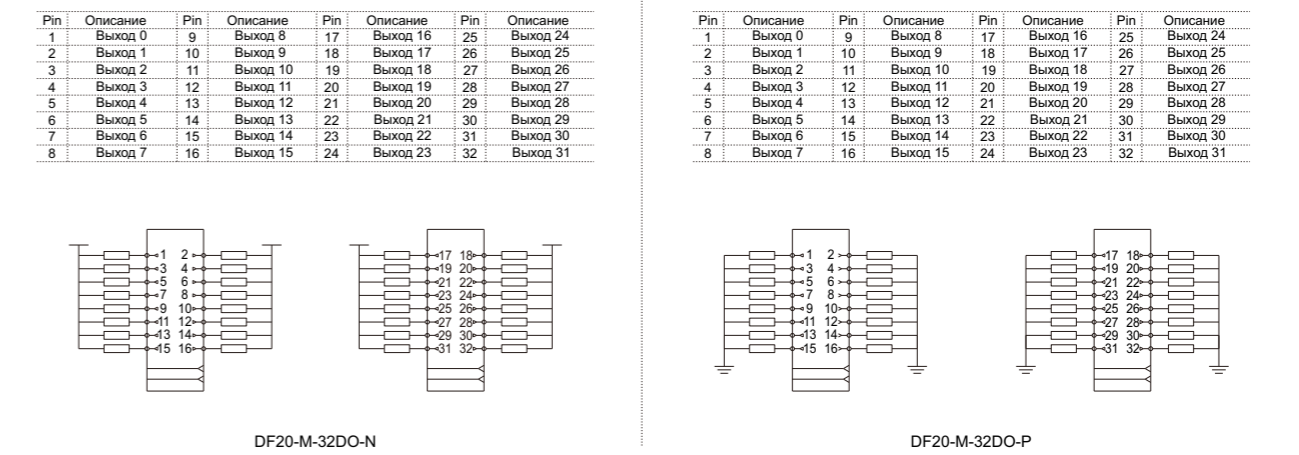 Pin Описание Pin Описание Pin Описание Pin Описание
1 Выход 0 9 Выход 8 17 Выход 16 25 Выход 24
2 Выход 1 10 Выход 9 18 Выход 17 26 Выход 25
3 Выход 2 11 Выход 10 19 Выход 18 27 Выход 26
4 Выход 3 12 Выход 11 20 Выход 19 28 Выход 27
5 Выход 4 13 Выход 12 21 Выход 20 29 Выход 28
6 Выход 5 14 Выход 13 22 Выход 21 30 Выход 29
7 Выход 6 15 Выход 14 23 Выход 22 31 Выход 30
8 Выход 7 16 Выход 15 24 Выход 23 32 Выход 31
1 2
3 4
5 6
7 8
9 10
11 12
13 14
15 16
17 18
19 20
21 22
23 24
25 26
27 28
29 30
31 32
DF20-M-32DO-N
Pin Описание Pin Описание Pin Описание Pin Описание
1 Выход 0 9 Выход 8 17 Выход 16 25 Выход 24
2 Выход 1 10 Выход 9 18 Выход 17 26 Выход 25
3 Выход 2 11 Выход 10 19 Выход 18 27 Выход 26
4 Выход 3 12 Выход 11 20 Выход 19 28 Выход 27
5 Выход 4 13 Выход 12 21 Выход 20 29 Выход 28
6 Выход 5 14 Выход 13 22 Выход 21 30 Выход 29
7 Выход 6 15 Выход 14 23 Выход 22 31 Выход 30
8 Выход 7 16 Выход 15 24 Выход 23 32 Выход 31
1 2
3 4
5 6
7 8
9 10
11 12
13 14
15 16
17 18
19 20
21 22
23 24
25 26
27 28
29 30
31 32
DF20-M-32DO-P